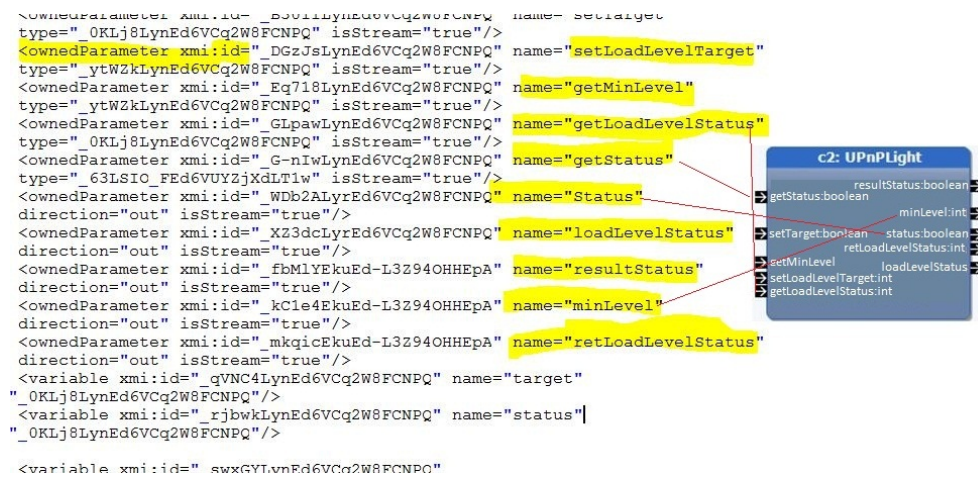 type="_0KLj8LynEd6VCq2W8FCNPQ" isStream="true"/>
<ownedParameter xmi:id="_DGzJsLynEd6VCq2W8FCNPQ" name="setLoadLevelTarget"
type="_ytWZkLynEd6VCq2W8FCNPQ" isStream="true"/>
<ownedParameter xmi:id="_Eq718LynEd6VCq2W8FCNPQ" name="getMinLevel"
type="_ytWZkLynEd6VCq2W8FCNPQ" isStream="true"/>
<ownedParameter xmi:id="_GLpawLynEd6VCq2W8FCNPQ" name="getLoadLevelStatus"
type="_0KLj8LynEd6VCq2W8FCNPQ" isStream="true"/>
<ownedParameter xmi:id="_G-nIwLynEd6VCq2W8FCNPQ" name="getStatus"
type="_63LSIO_FEd6VUYZjXdLT1w" isStream="true"/>
<ownedParameter xmi:id="_WDb2ALyrEd6VCq2W8FCNPQ" name="Status"
direction="out" isStream="true"/>
<ownedParameter xmi:id="_XZ3dcLyrEd6VCq2W8FCNPQ" name="loadLevelStatus"
direction="out" isStream="true"/>
<ownedParameter xmi:id="_fbMlYEkuEd-L3Z94OHHEpA" name="resultStatus"
direction="out" isStream="true"/>
<ownedParameter xmi:id="_kC1e4EkuEd-L3Z94OHHEpA" name="minLevel"
direction="out" isStream="true"/>
<ownedParameter xmi:id="_mkqicEkuEd-L3Z94OHHEpA" name="retLoadLevelStatus"
direction="out" isStream="true"/>
<variable xmi:id="_qVNC4LynEd6VCq2W8FCNPQ" name="target"
"_0KLj8LynEd6VCq2W8FCNPQ"/>
<variable xmi:id="_rjbwkLynEd6VCq2W8FCNPQ" name="status"
"_0KLj8LynEd6VCq2W8FCNPQ"/>
<variable xmi:id="_swxGYLynEd6VCq2W8FCNPQ"
c2: UPnPLight
resultStatus:boolean
getStatus:boolean
minLevel:int
setTarget:boolean status:boolean
retLoadLevelStatus:int
getMinLevel loadLevelStatus
setLoadLevelTarget:int
getLoadLevelStatus:int